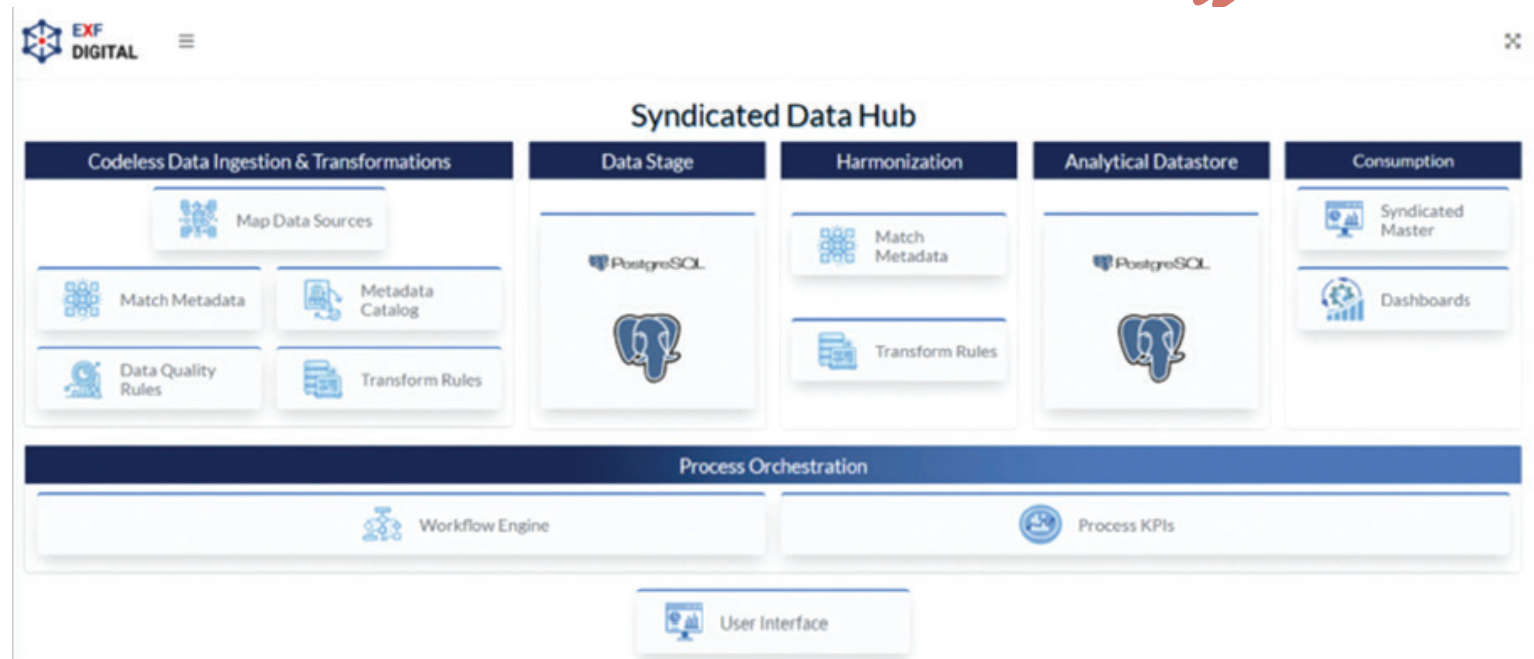 EXF
DIGITAL
Syndicated Data Hub
Codeless Data Ingestion & Transformations
Map Data Sources
Match Metadata
Metadata
Catalog
Data Quality
Rules
Transform Rules
Data Stage
PostgreSQL
Harmonization
Match
Metadata
Transform Rules
Analytical Datastore
PostgreSQL
Consumption
Syndicated
Master
Dashboards
Process Orchestration
Workflow Engine
Process KPIs
User Interface